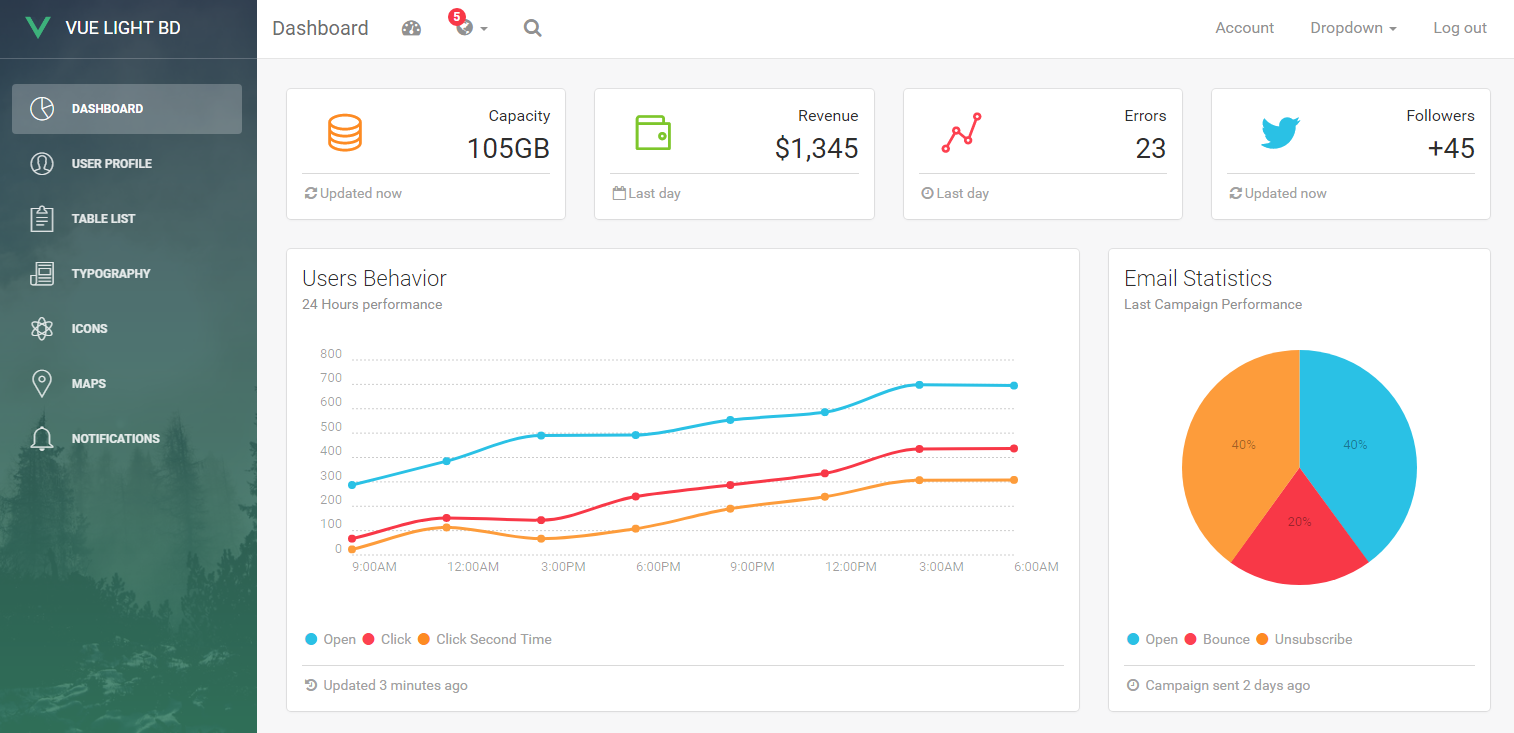 VUE LIGHT BD
DASHBOARD
USER PROFILE
TABLE LIST
TYPOGRAPHY
ICONS
MAPS
NOTIFICATIONS
Dashboard
5
Account
Dropdown
Log out
Capacity
105GB
Updated now
Revenue
$1,345
Last day
Errors
23
Last day
Followers
+45
Updated now
Users Behavior
24 Hours performance
800
700
600
500
400
300
200
100
0
9:00AM 12:00AM 3:00PM 6:00PM 9:00PM 12:00PM 3:00AM 6:00AM
Open Click Click Second Time
Updated 3 minutes ago
Email Statistics
Last Campaign Performance
40% 40%
20%
Open Bounce Unsubscribe
Campaign sent 2 days ago